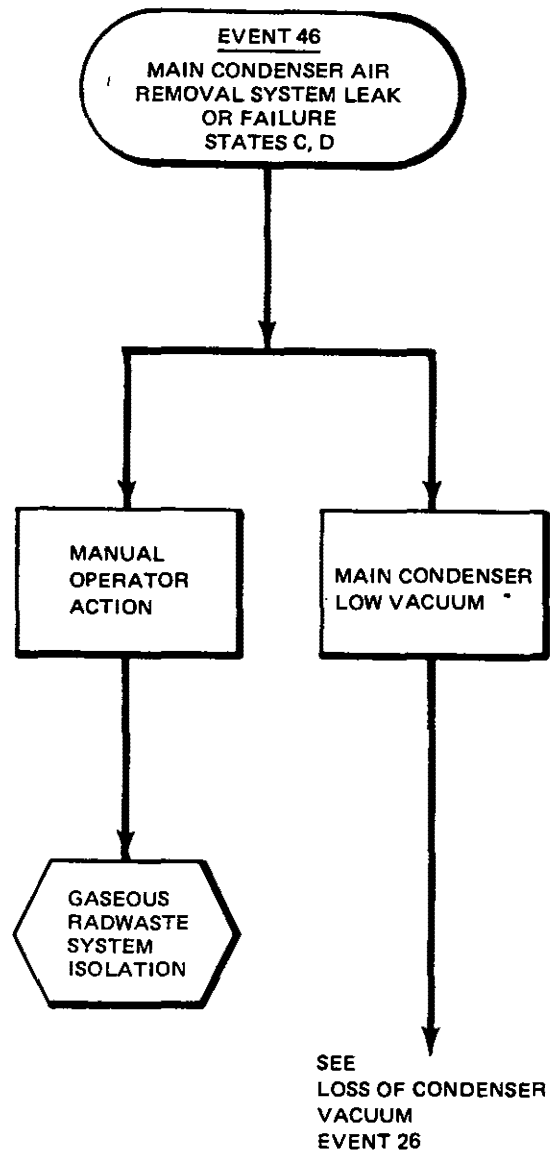 EVENT 46
MAIN CONDENSER AIR
REMOVAL SYSTEM LEAK
OR FAILURE
STATES C, D
MANUAL
OPERATOR
ACTION
MAIN CONDENSER
LOW VACUUM
GASEOUS
RADWASTE
SYSTEM
ISOLATION
SEE
LOSS OF CONDENSER
VACUUM
EVENT 26